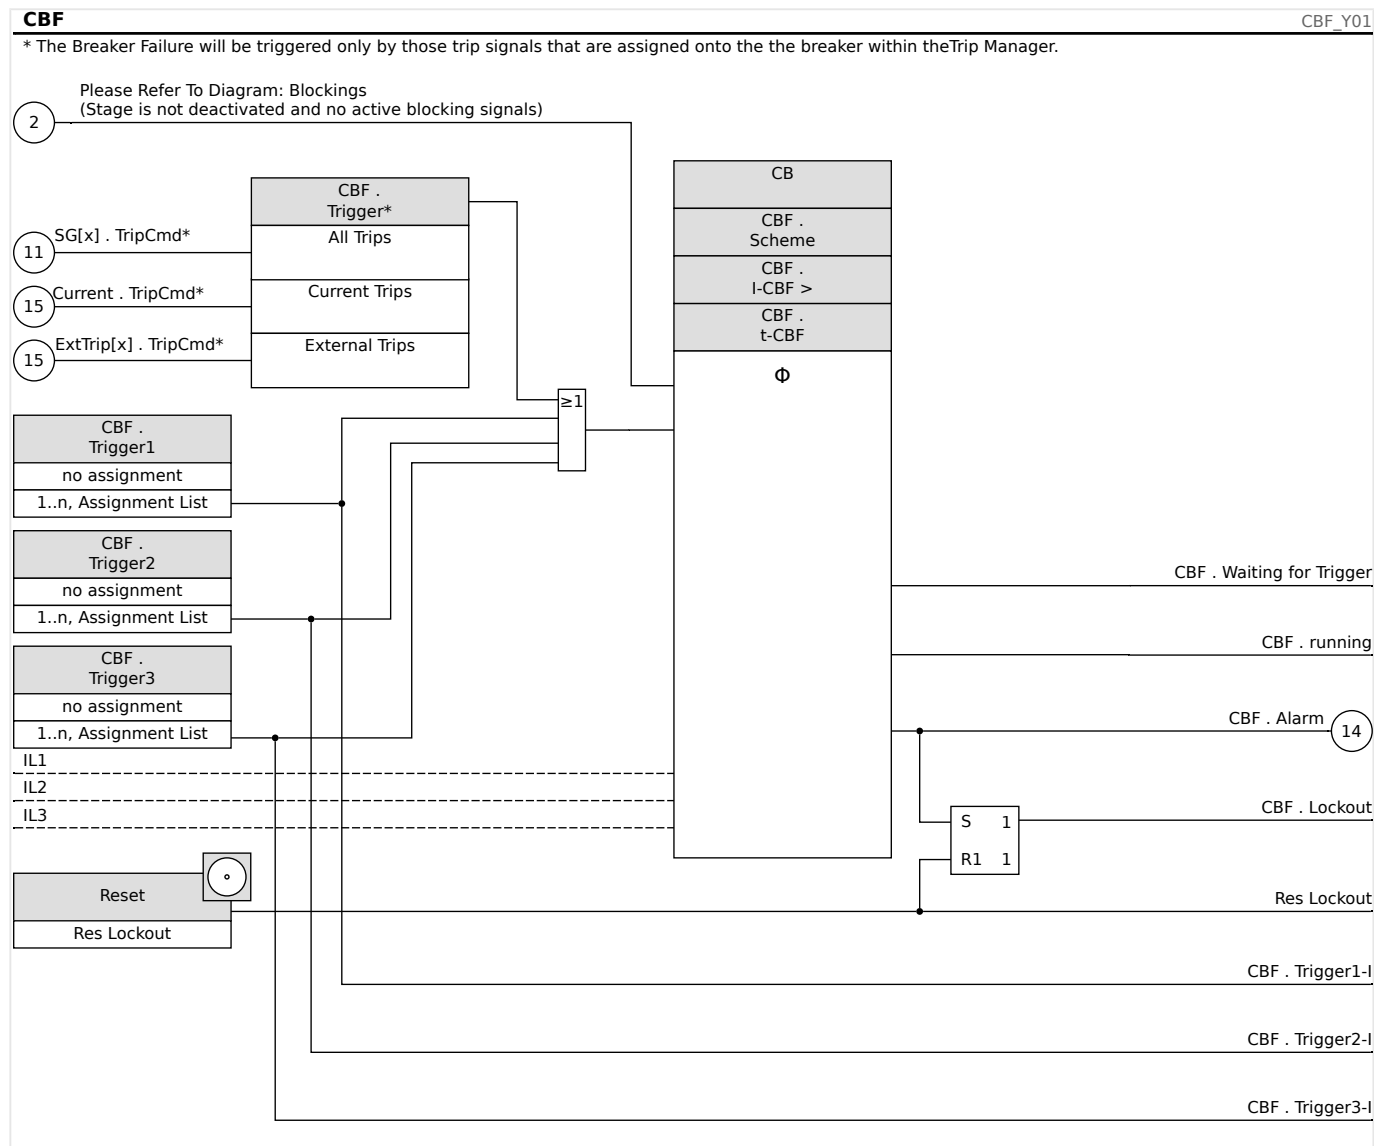 CBF
CBF_Y01
* The Breaker Failure will be triggered only by those trip signals that are assigned onto the the breaker within theTrip Manager.
Please Refer To Diagram: Blockings
(Stage is not deactivated and no active blocking signals)
2
CB
CBF .
Scheme
CBF .
I-CBF >
CBF .
t-CBF
Φ
CBF .
Trigger*
All Trips
Current Trips
External Trips
SG[x] . TripCmd*
11
Current . TripCmd*
15
ExtTrip[x] . TripCmd*
15
≥1
CBF .
Trigger1
no assignment
1..n, Assignment List
CBF .
Trigger2
no assignment
1..n, Assignment List
CBF .
Trigger3
no assignment
1..n, Assignment List
IL1
IL2
IL3
CBF . Waiting for Trigger
CBF . running
CBF . Alarm
14
CBF . Lockout
S 1
R1 1
Reset
Res Lockout
Res Lockout
CBF . Trigger1-I
CBF . Trigger2-I
CBF . Trigger3-I